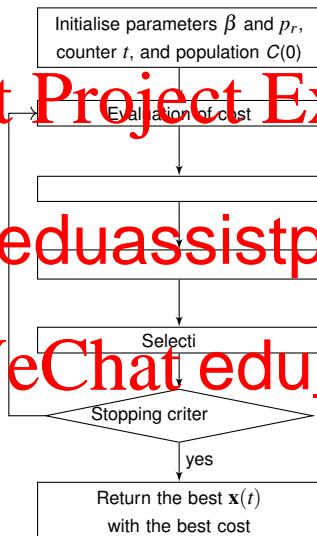 Initialise parameters β and pᵣ,
counter t, and population C(0)
t Project Ex
Evaluation of cost
eduassistp
Selecti
eChat edu_
Stopping criter
yes
Return the best x(t)
with the best cost